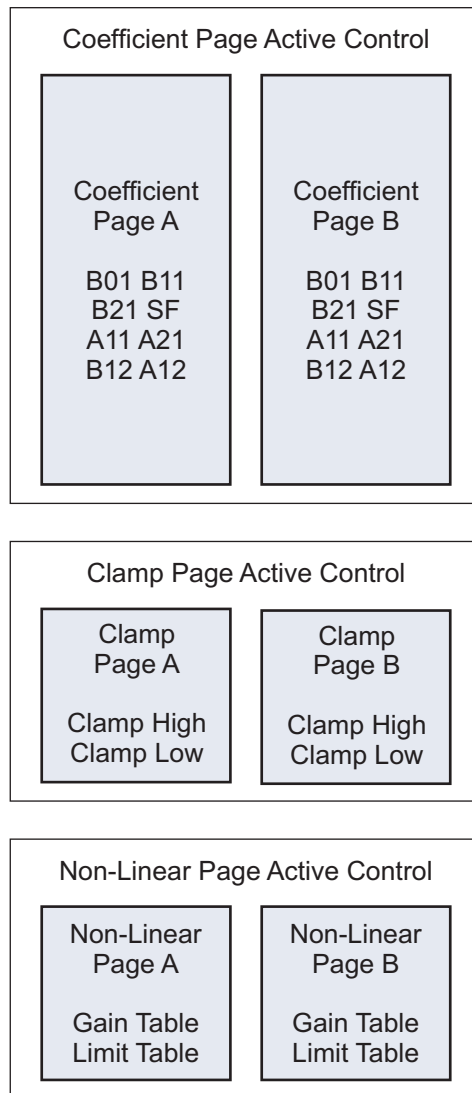 Coefficient Page Active Control
Coefficient
Page A
B01 B11
B21 SF
A11 A21
B12 A12
Coefficient
Page B
B01 B11
B21 SF
A11 A21
B12 A12
Clamp Page Active Control
Clamp
Page A
Clamp High
Clamp Low
Clamp
Page B
Clamp High
Clamp Low
Non-Linear Page Active Control
Non-Linear
Page A
Gain Table
Limit Table
Non-Linear
Page B
Gain Table
Limit Table